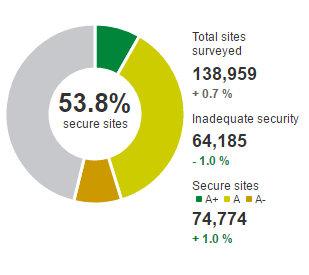 53.8%
secure sites
Total sites
surveyed
138,959
+ 0.7 %
Inadequate security
64,185
- 1.0 %
Secure sites
A+ A A-
74,774
+ 1.0 %